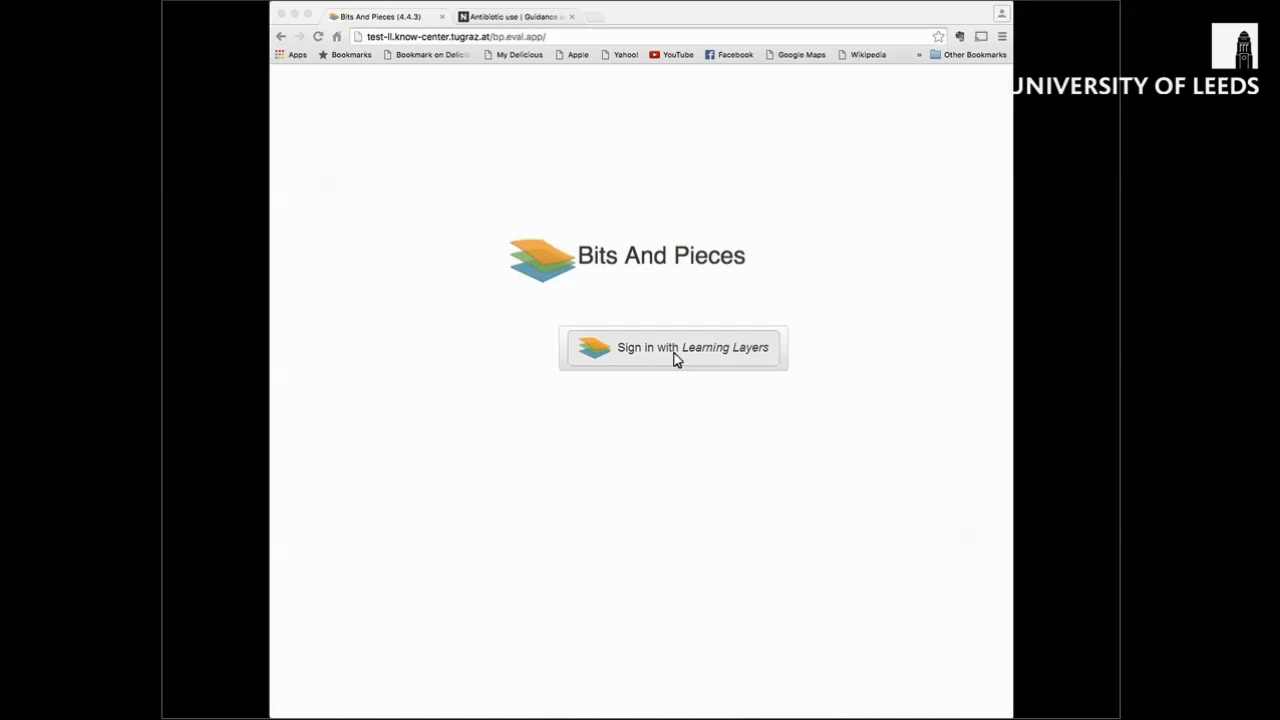 Bits And Pieces (4.4.3)
Antibiotic use | Guidance
test-ll.know-center.tugraz.at/bp.eval.app/
Apps
Bookmarks
Bookmark on Delici
My Delicious
Apple
Yahoo!
YouTube
Facebook
Google Maps
Wikipedia
»
Other Bookmarks
UNIVERSITY OF LEEDS
Bits And Pieces
Sign in with Learning Layers